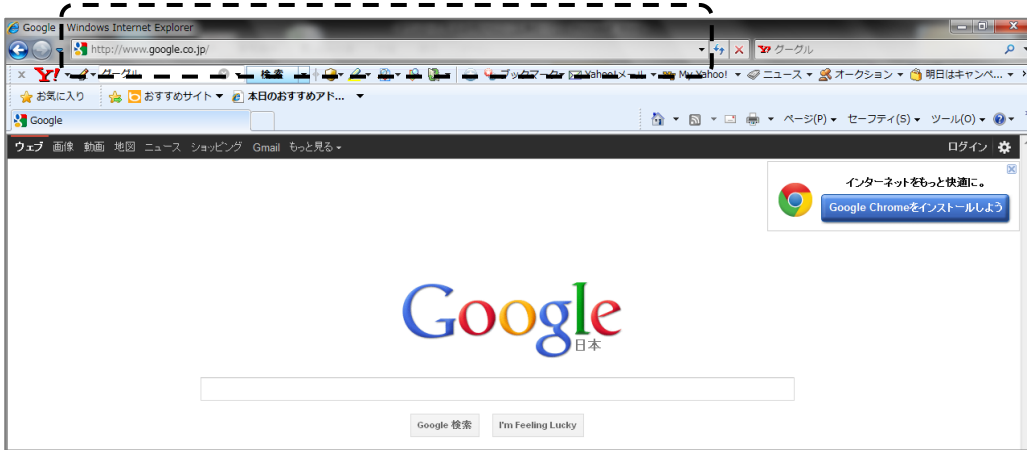 Google - Windows Internet Explorer
http://www.google.co.jp/ グーグル
× Y! グーグル 検索 ブックマーク Yahoo!メール My Yahoo! ニュース オークション 明日はキャンペ...
お気に入り おすすめサイト 本日のおすすめアド...
Google ページ(P) セーフティ(S) ツール(O)
ウェブ 画像 動画 地図 ニュース ショッピング Gmail もっと見る ログイン
インターネットをもっと快適に。
Google Chromeをインストールしよう
Google
日本
Google 検索 I'm Feeling Lucky